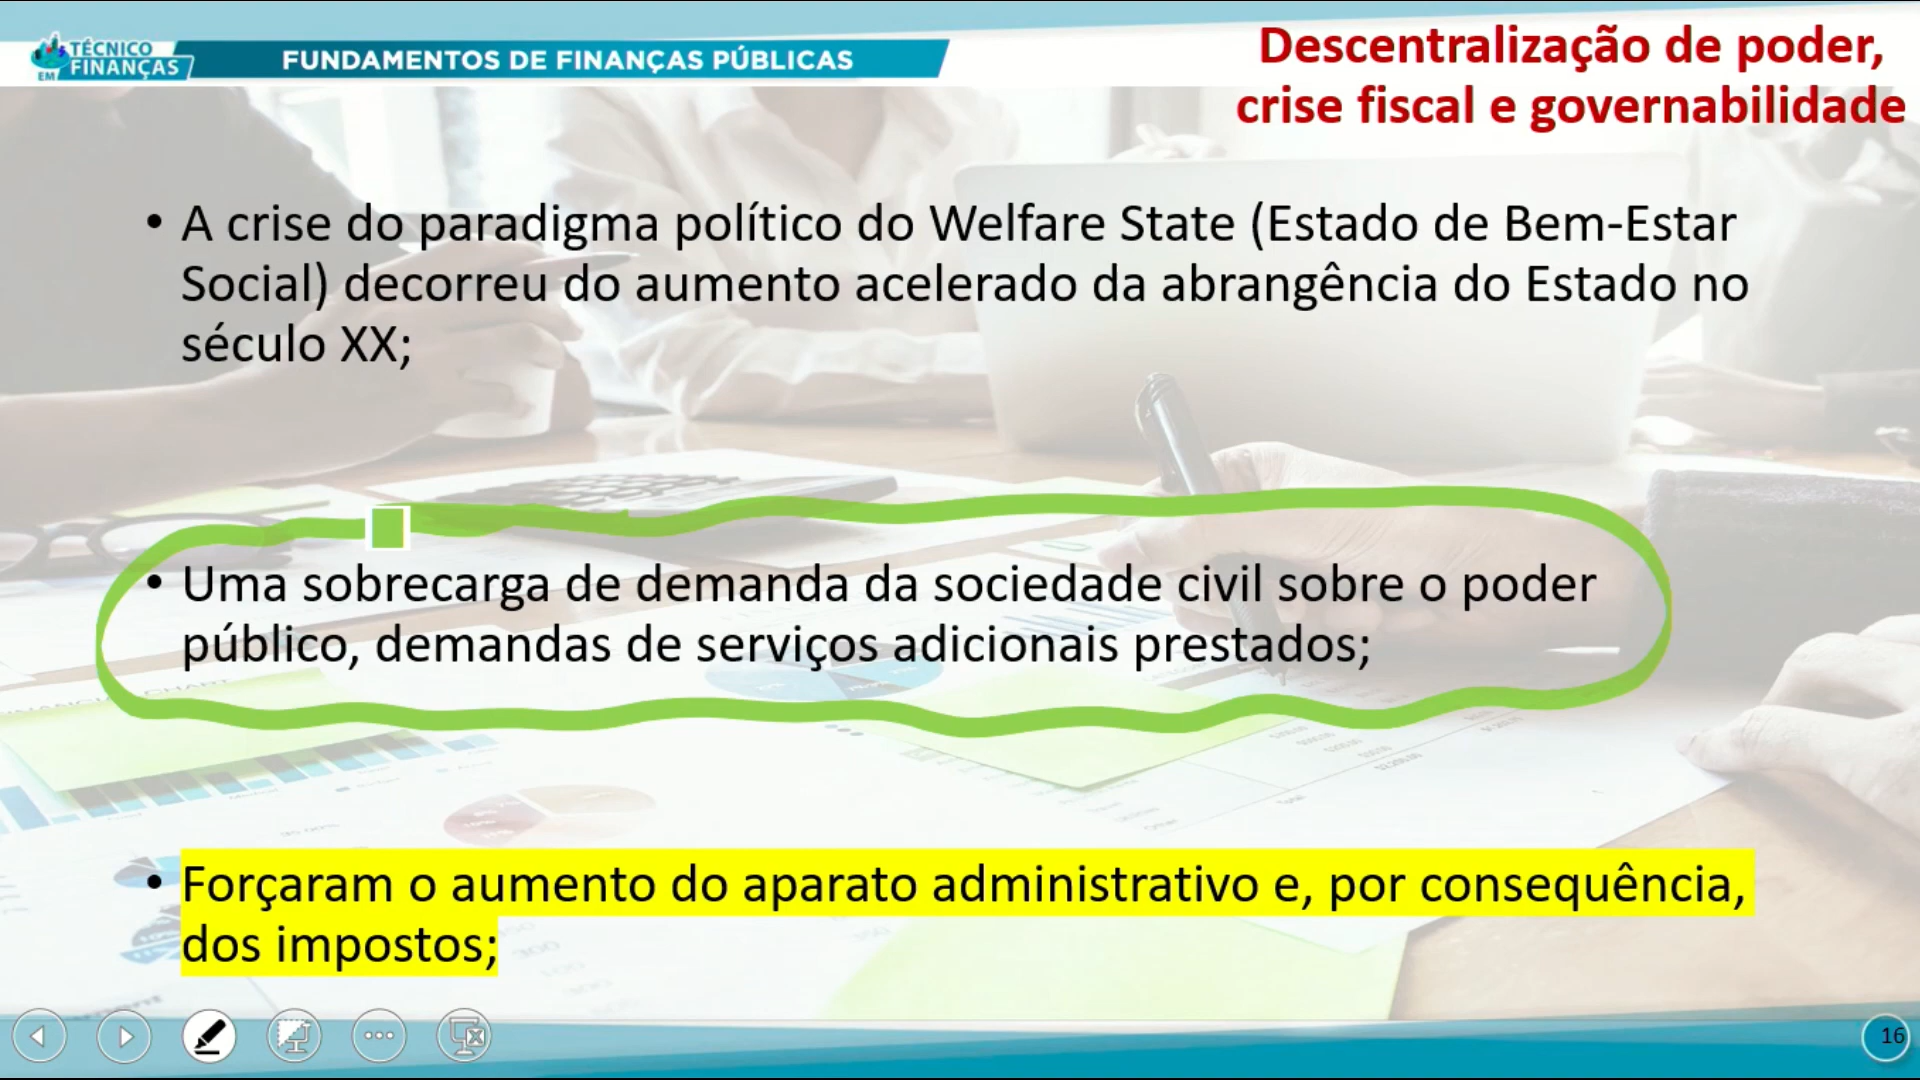 TÉCNICO
EM FINANÇAS
FUNDAMENTOS DE FINANÇAS PÚBLICAS
Descentralização de poder,
crise fiscal e governabilidade
• A crise do paradigma político do Welfare State (Estado de Bem-Estar
Social) decorreu do aumento acelerado da abrangência do Estado no
século XX;
• Uma sobrecarga de demanda da sociedade civil sobre o poder
público, demandas de serviços adicionais prestados;
• Forçaram o aumento do aparato administrativo e, por consequência,
dos impostos;
16